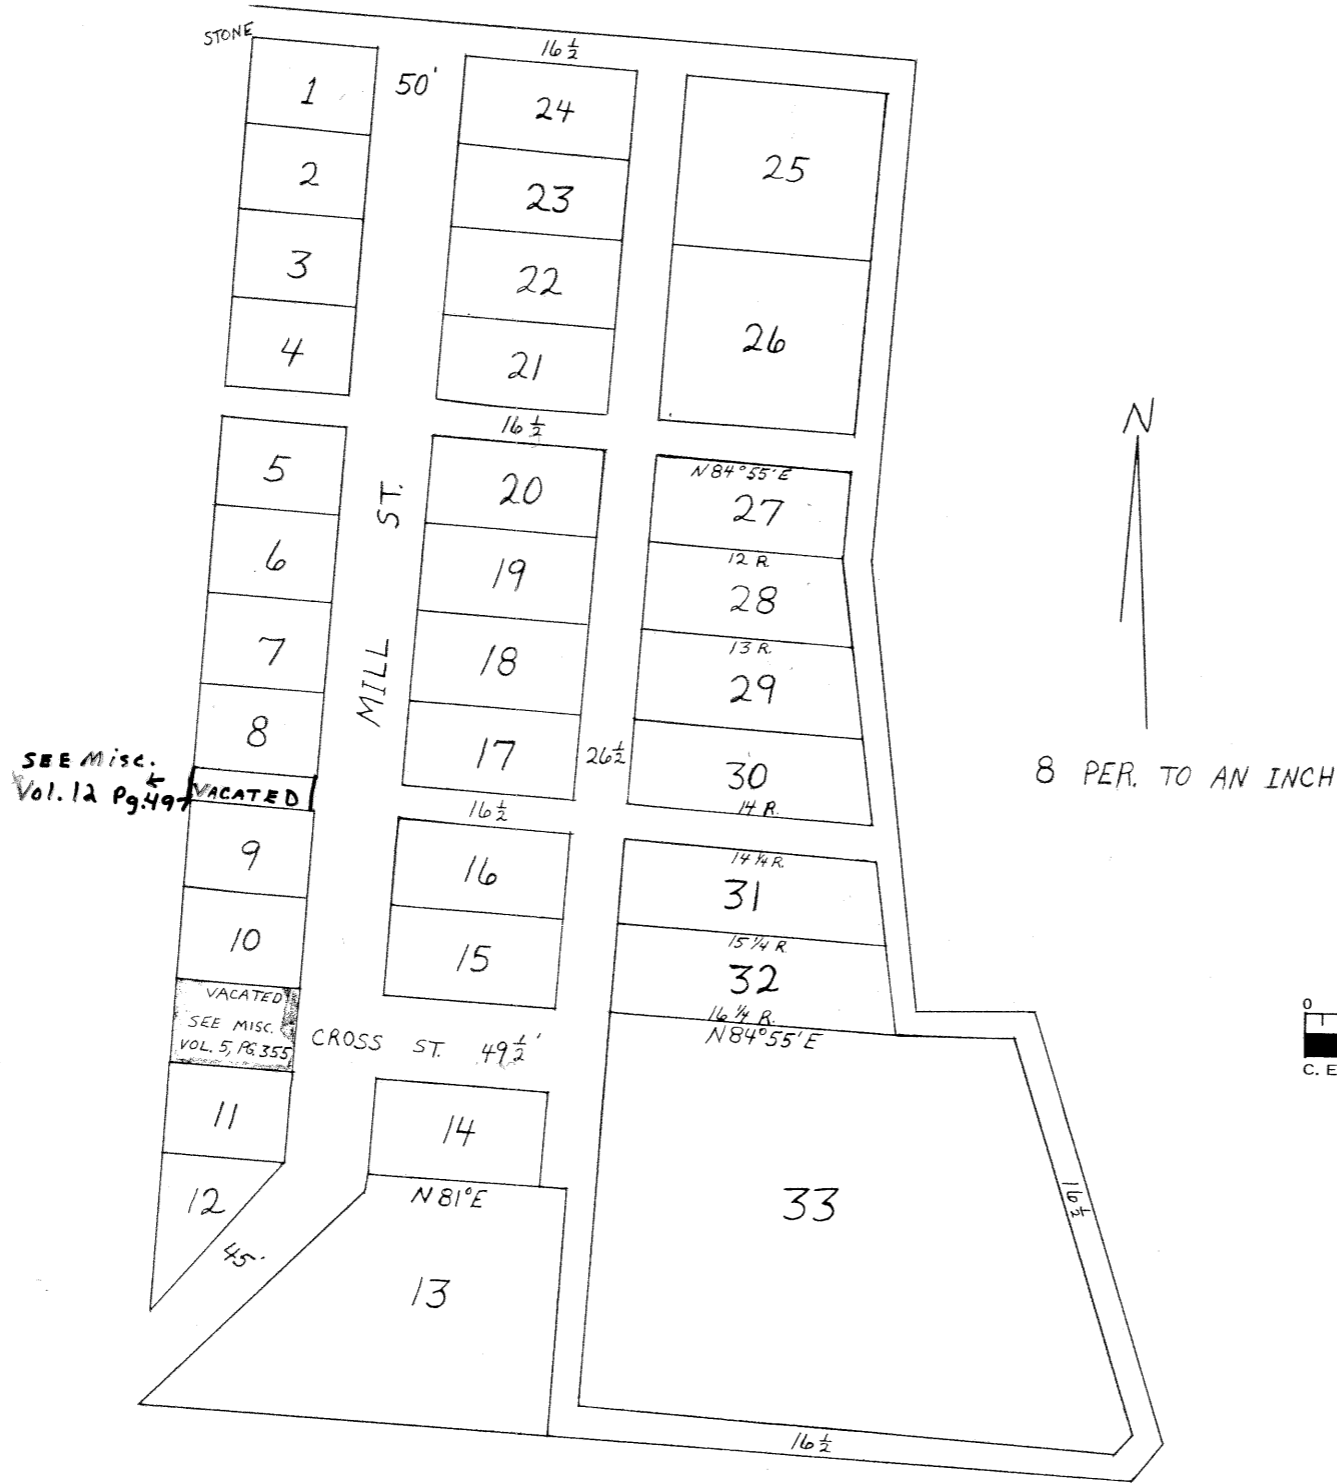 STONE
16 1/2
50'
1
24
25
2
23
3
22
26
4
21
16 1/2
N
5
20
N 84° 55' E
27
ST.
6
19
12 R.
28
7
MILL
18
13 R.
29
8
17
26 1/2
30
14 R.
8 PER. TO AN INCH
SEE Misc.
Vol. 12 Pg. 497
VACATED
16 1/2
9
16
14 1/4 R.
31
10
15
15 1/4 R.
32
16 1/4 R.
N 84° 55' E
VACATED
SEE MISC.
VOL. 5, PG. 355
CROSS ST. 49 1/2'
0
C. E
11
14
12
N 81° E
33
16 1/2
45'
13
16 1/2